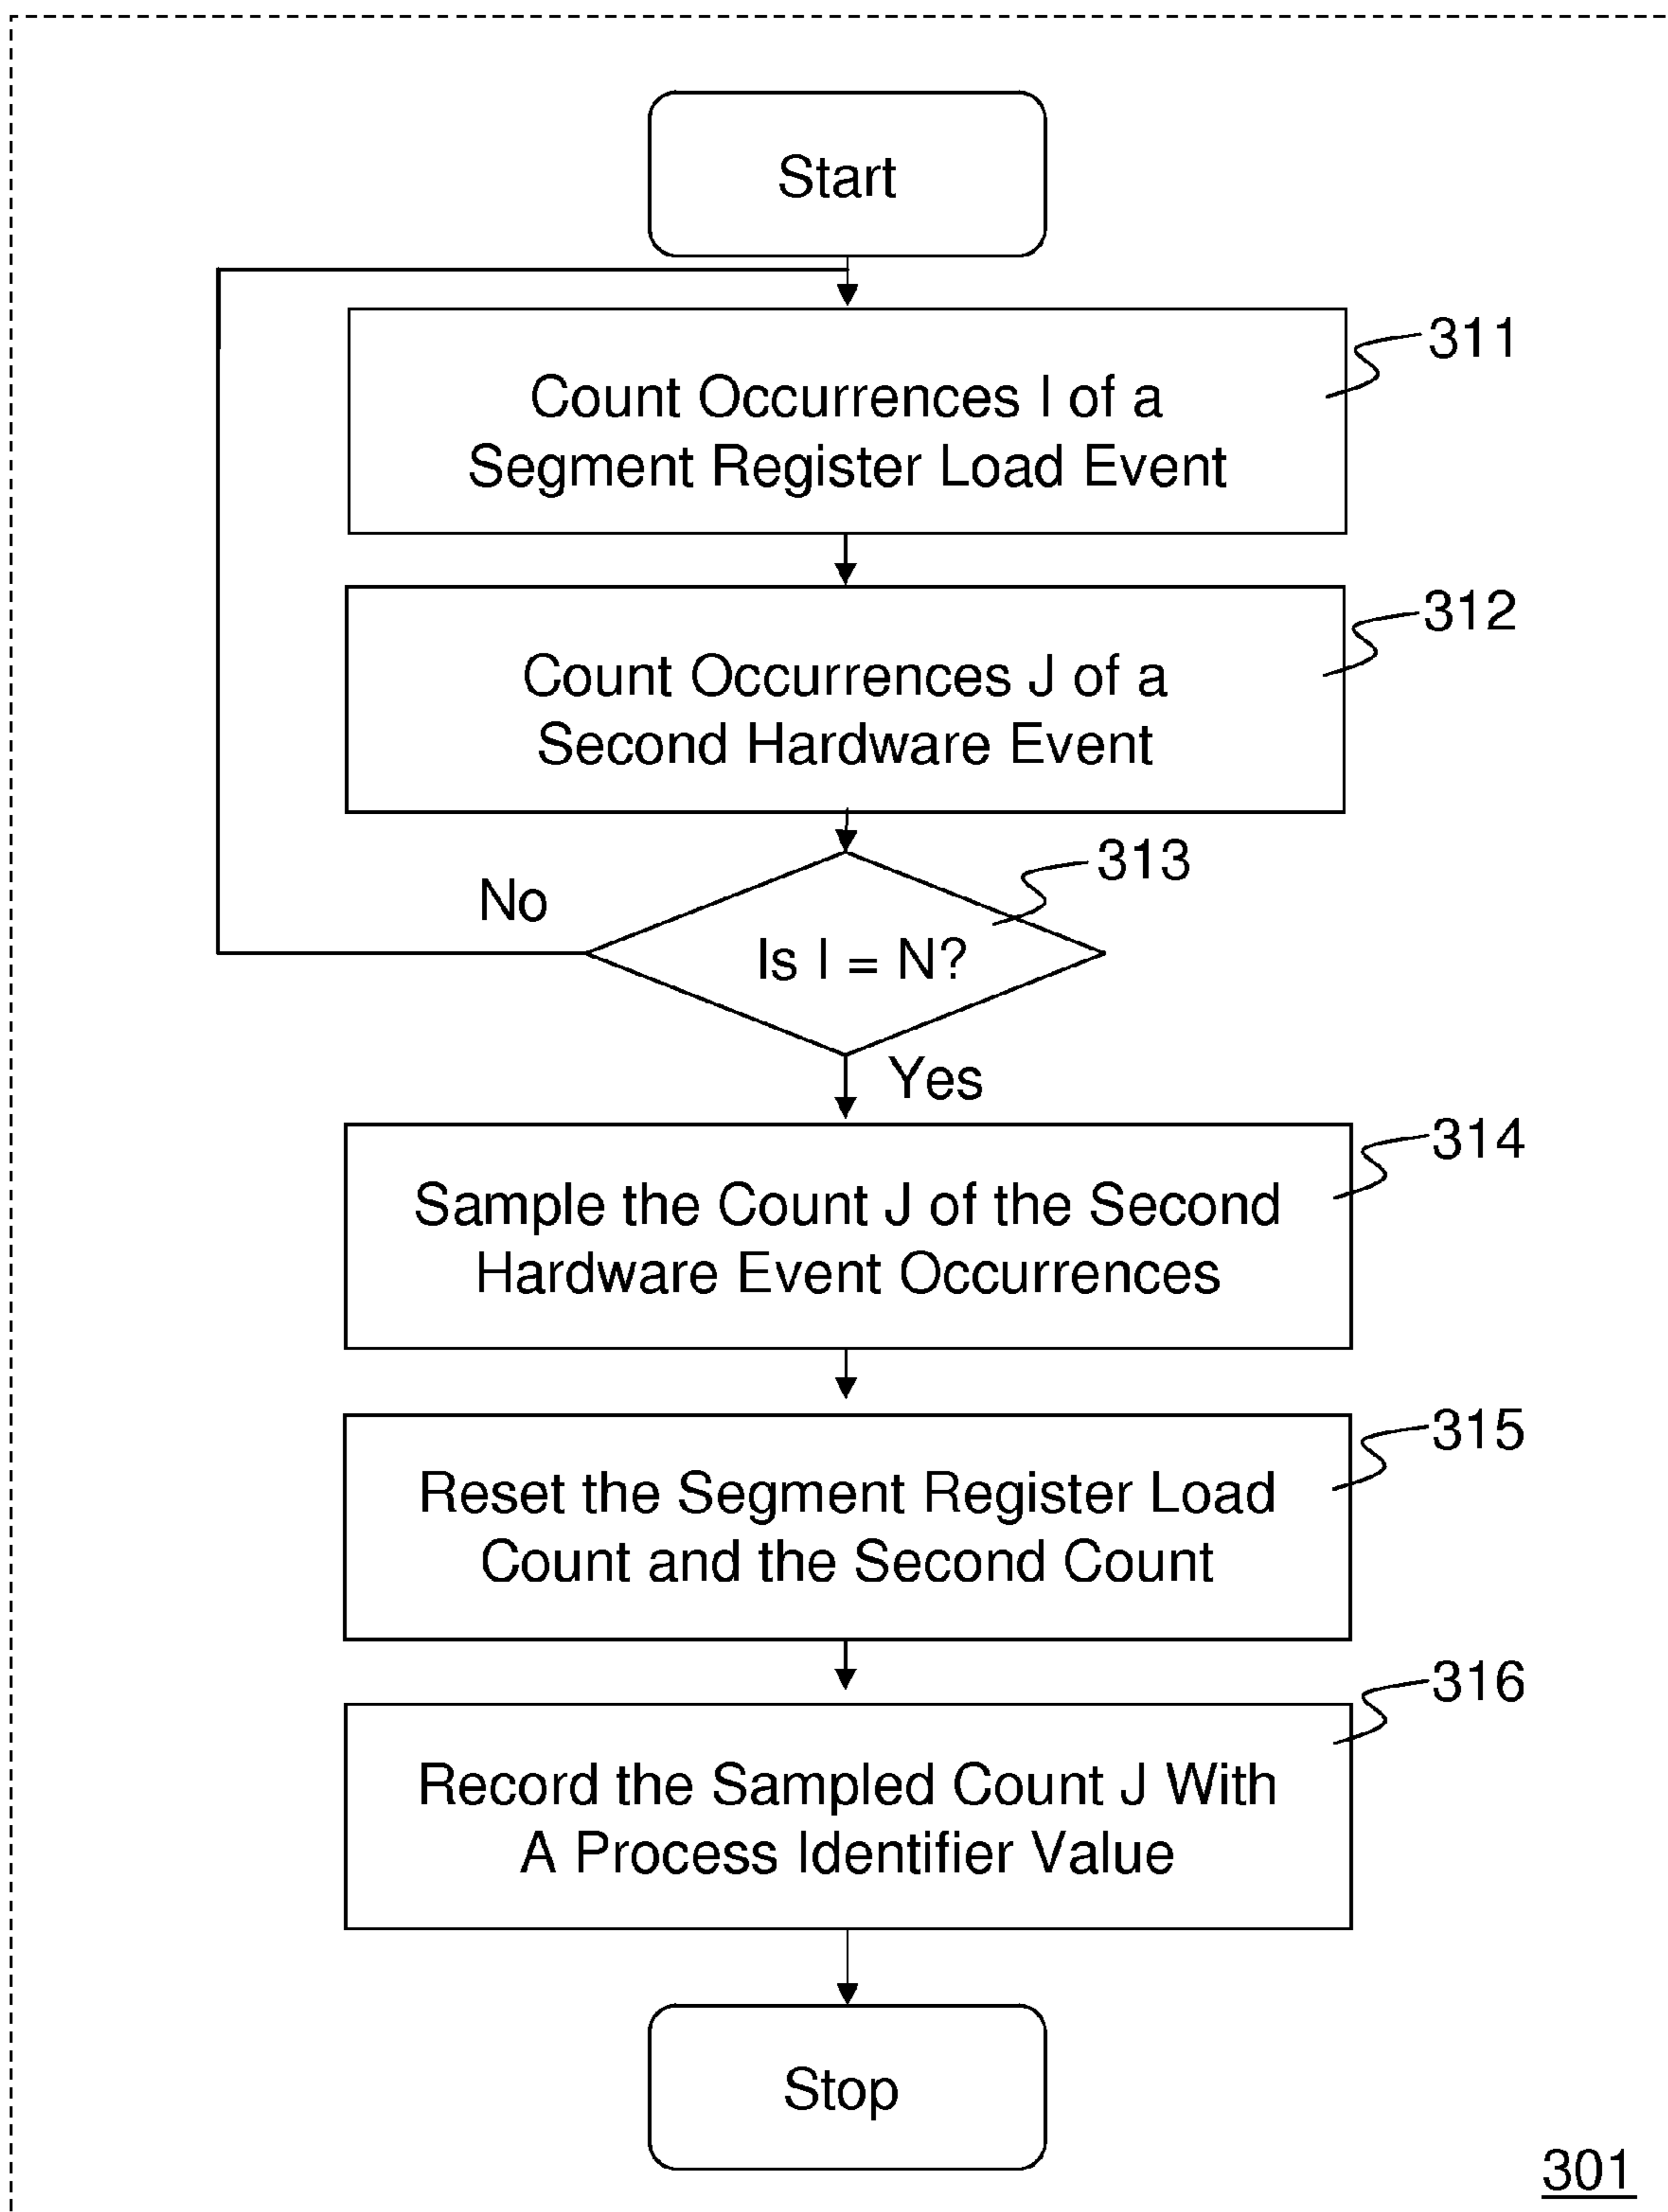 Start
311
Count Occurrences I of a
Segment Register Load Event
312
Count Occurrences J of a
Second Hardware Event
313
No
Is I = N?
Yes
314
Sample the Count J of the Second
Hardware Event Occurrences
315
Reset the Segment Register Load
Count and the Second Count
316
Record the Sampled Count J With
A Process Identifier Value
Stop
301